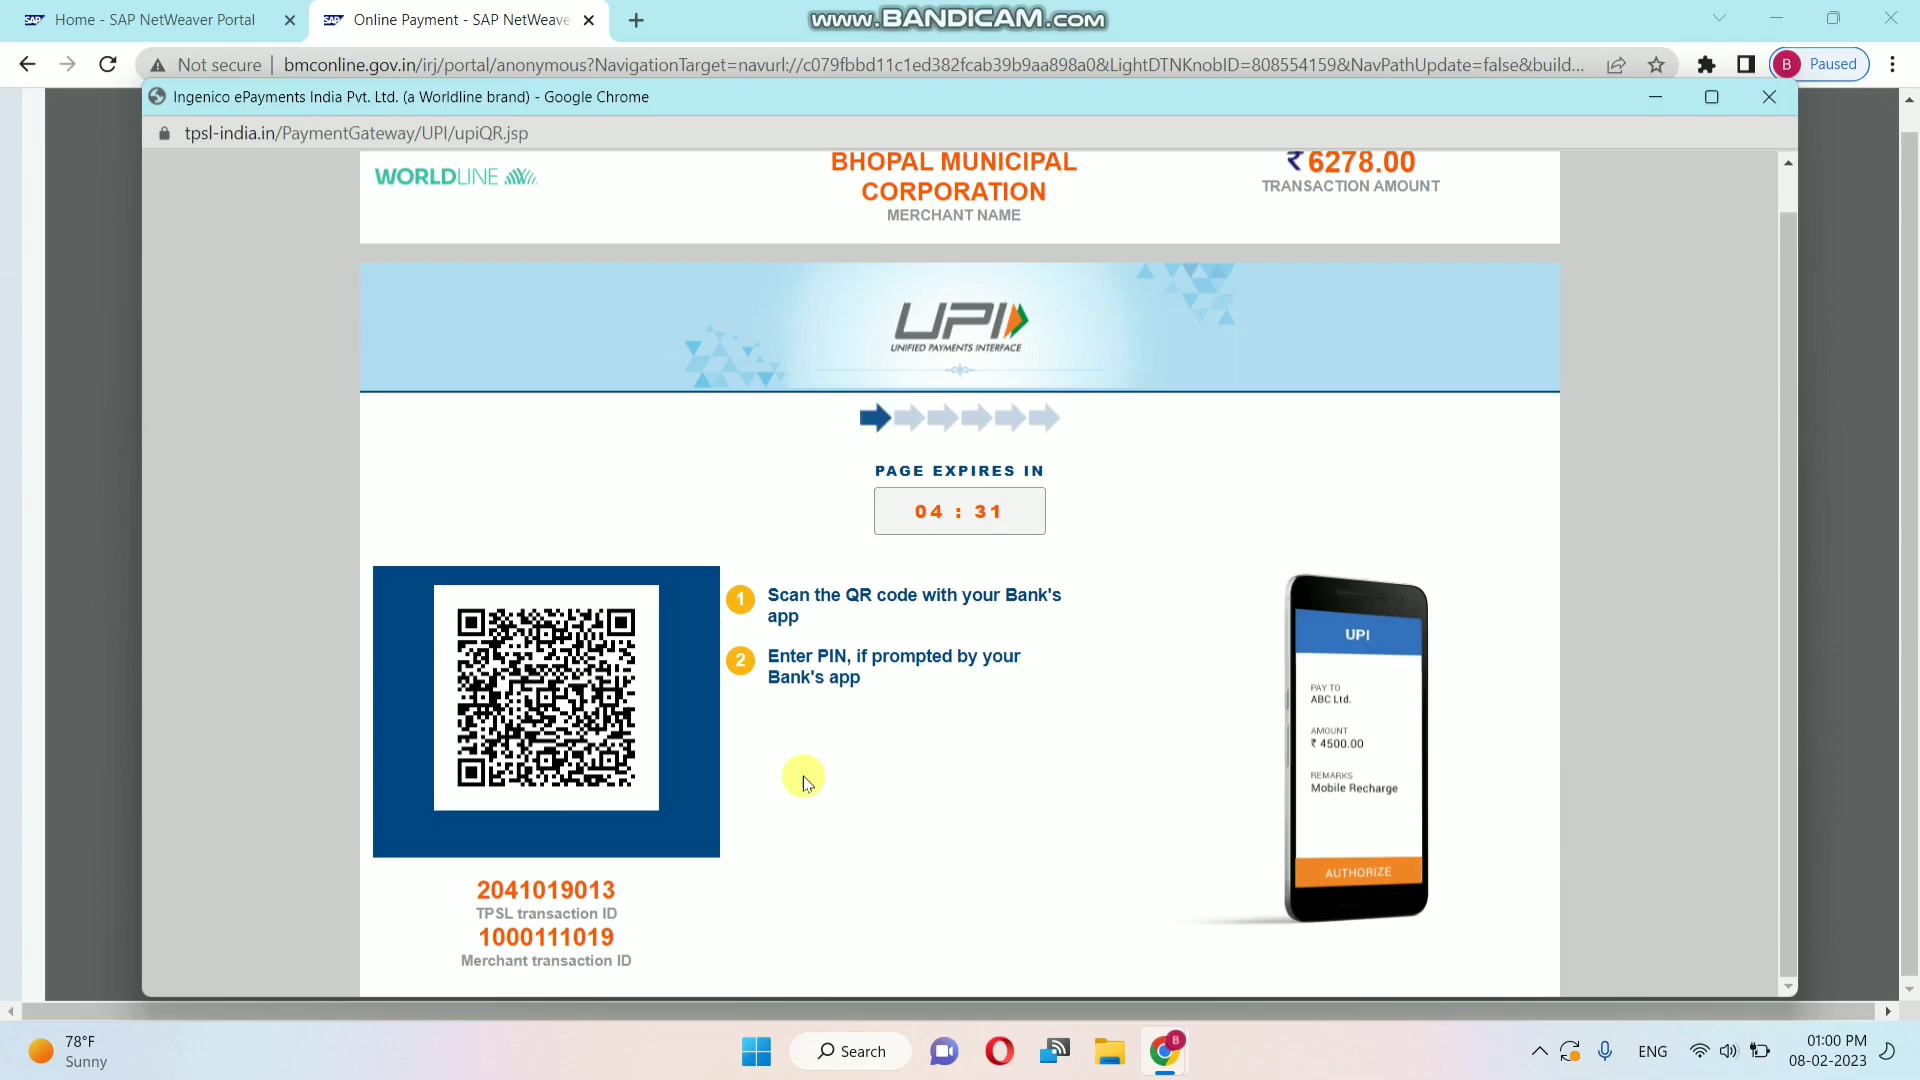 Home - SAP NetWeaver Portal
Online Payment - SAP NetWeave
www.BANDICAM.com
Not secure
bmconline.gov.in/irj/portal/anonymous?NavigationTarget=navurl://c079fbbd11c1ed382fcab39b9aa898a0&LightDTNKnobID=808554159&NavPathUpdate=false&build...
B
Paused
Ingenico ePayments India Pvt. Ltd. (a Worldline brand) - Google Chrome
tpsl-india.in/PaymentGateway/UPI/upiQR.jsp
WORLDLINE
BHOPAL MUNICIPAL
CORPORATION
MERCHANT NAME
₹ 6278.00
TRANSACTION AMOUNT
UPI
UNIFIED PAYMENTS INTERFACE
PAGE EXPIRES IN
04 : 31
1 Scan the QR code with your Bank's
app
2 Enter PIN, if prompted by your
Bank's app
UPI
PAY TO
ABC Ltd.
AMOUNT
₹ 4500.00
REMARKS
Mobile Recharge
AUTHORIZE
2041019013
TPSL transaction ID
1000111019
Merchant transaction ID
78°F
Sunny
Search
B
ENG
01:00 PM
08-02-2023